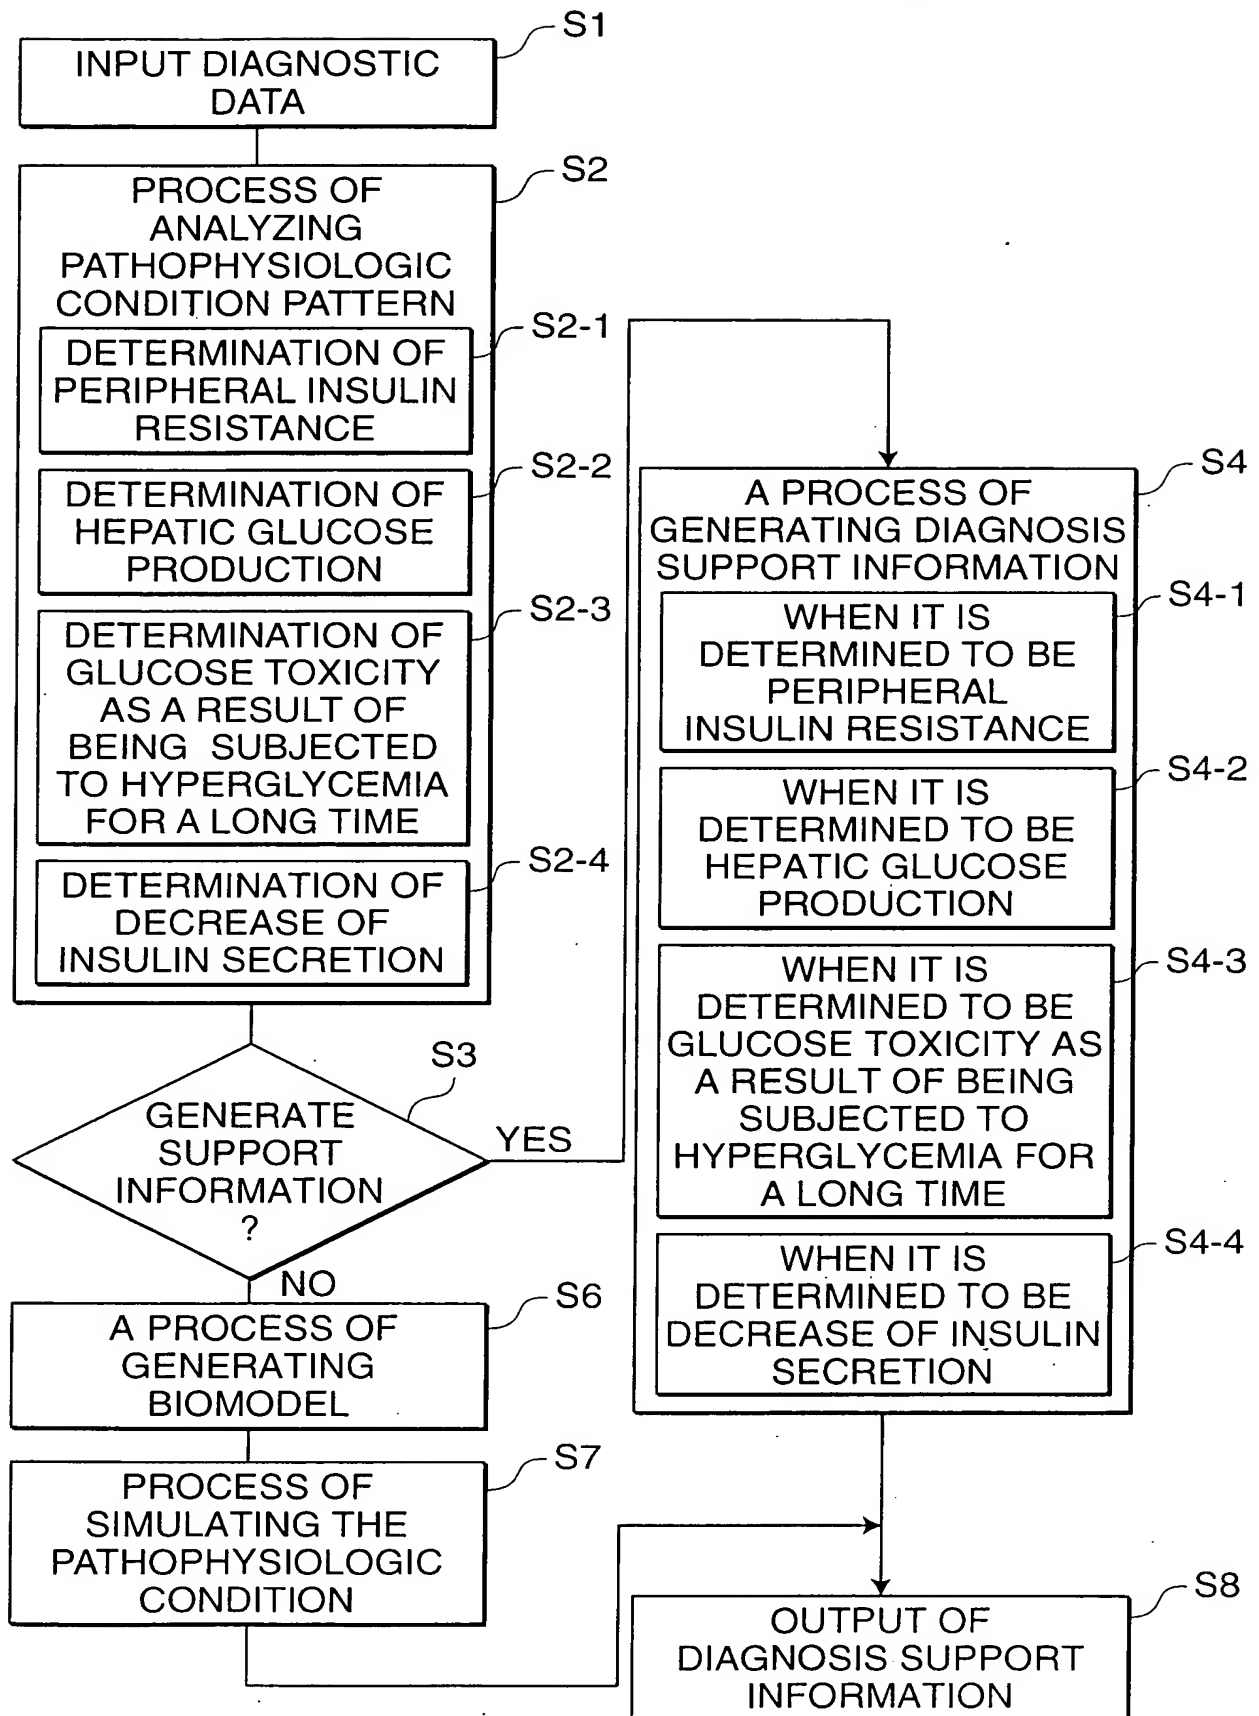 S1
INPUT DIAGNOSTIC
DATA
S2
PROCESS OF
ANALYZING
PATHOPHYSIOLOGIC
CONDITION PATTERN
S2-1
DETERMINATION OF
PERIPHERAL INSULIN
RESISTANCE
S2-2
DETERMINATION OF
HEPATIC GLUCOSE
PRODUCTION
S2-3
DETERMINATION OF
GLUCOSE TOXICITY
AS A RESULT OF
BEING SUBJECTED
TO HYPERGLYCEMIA
FOR A LONG TIME
S2-4
DETERMINATION OF
DECREASE OF
INSULIN SECRETION
S3
GENERATE
SUPPORT
INFORMATION
?
YES
NO
S6
A PROCESS OF
GENERATING
BIOMODEL
S7
PROCESS OF
SIMULATING THE
PATHOPHYSIOLOGIC
CONDITION
S4
A PROCESS OF
GENERATING DIAGNOSIS
SUPPORT INFORMATION
S4-1
WHEN IT IS
DETERMINED TO BE
PERIPHERAL
INSULIN RESISTANCE
S4-2
WHEN IT IS
DETERMINED TO BE
HEPATIC GLUCOSE
PRODUCTION
S4-3
WHEN IT IS
DETERMINED TO BE
GLUCOSE TOXICITY AS
A RESULT OF BEING
SUBJECTED TO
HYPERGLYCEMIA FOR
A LONG TIME
S4-4
WHEN IT IS
DETERMINED TO BE
DECREASE OF INSULIN
SECRETION
S8
OUTPUT OF
DIAGNOSIS SUPPORT
INFORMATION